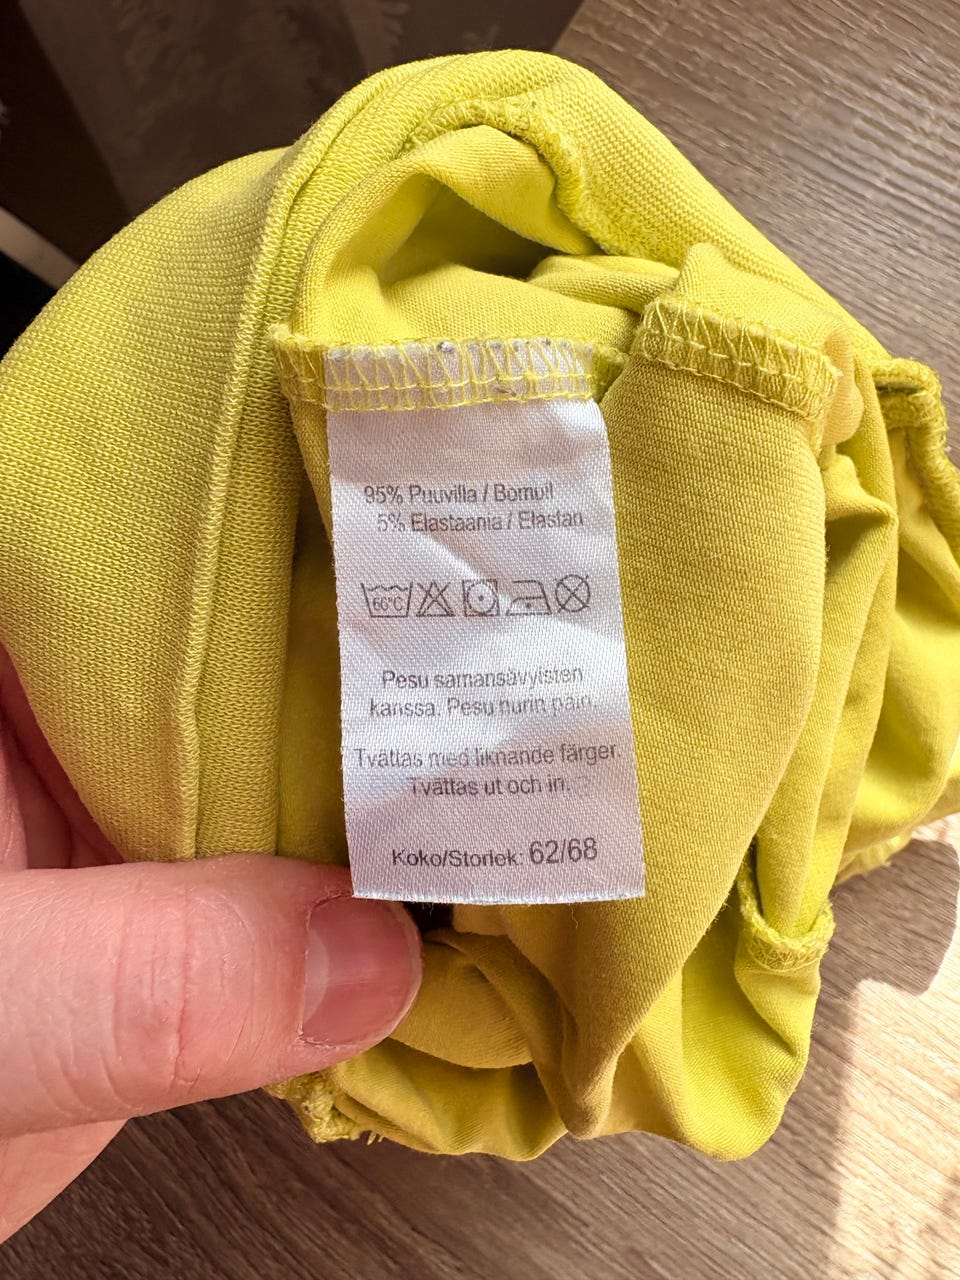 95% Puuvilla / Bomull
5% Elastaania / Elastan
60°C
Pesu samansävyisten
kanssa. Pesu nurin päin.
Tvättas med liknande färger.
Tvättas ut och in.
Koko/Storlek: 62/68